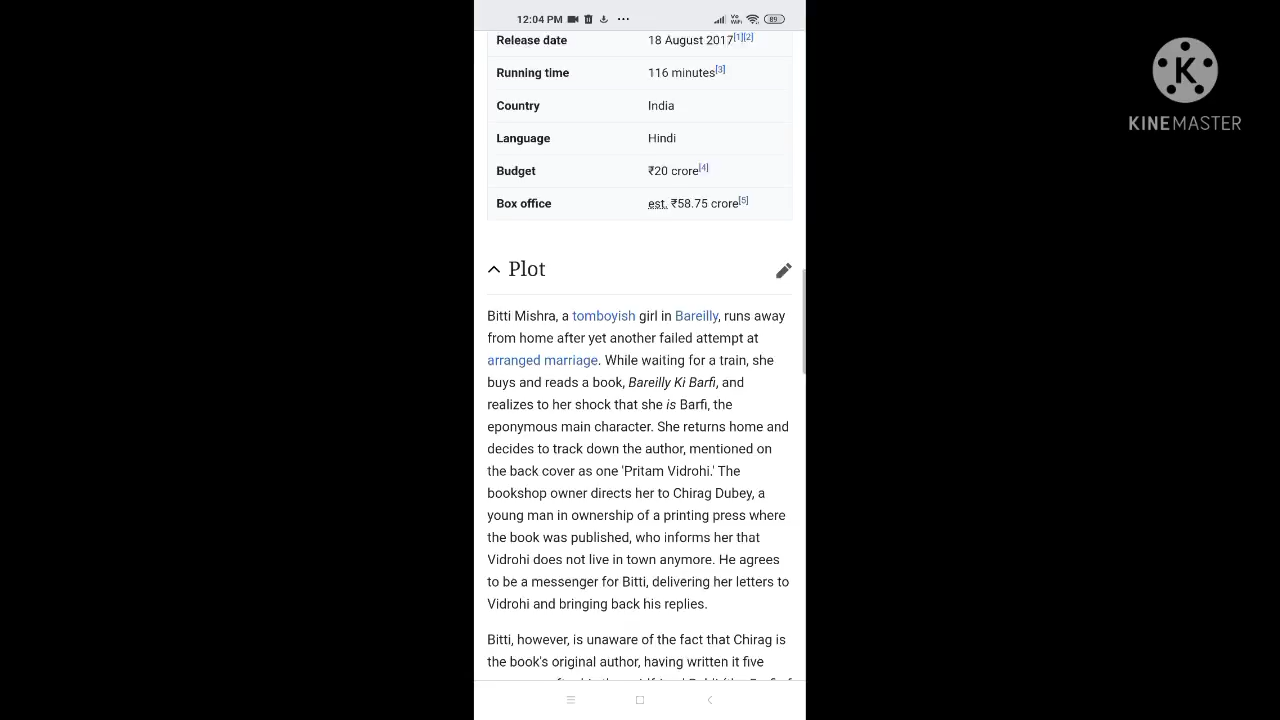 12:04 PM
Vo
WiFi
89
Release date 18 August 2017[1][2]
Running time 116 minutes[3]
K
KINEMASTER
Country India
Language Hindi
Budget ₹20 crore[4]
Box office est. ₹58.75 crore[5]
Plot
Bitti Mishra, a tomboyish girl in Bareilly, runs away
from home after yet another failed attempt at
arranged marriage. While waiting for a train, she
buys and reads a book, Bareilly Ki Barfi, and
realizes to her shock that she is Barfi, the
eponymous main character. She returns home and
decides to track down the author, mentioned on
the back cover as one 'Pritam Vidrohi.' The
bookshop owner directs her to Chirag Dubey, a
young man in ownership of a printing press where
the book was published, who informs her that
Vidrohi does not live in town anymore. He agrees
to be a messenger for Bitti, delivering her letters to
Vidrohi and bringing back his replies.
Bitti, however, is unaware of the fact that Chirag is
the book's original author, having written it five